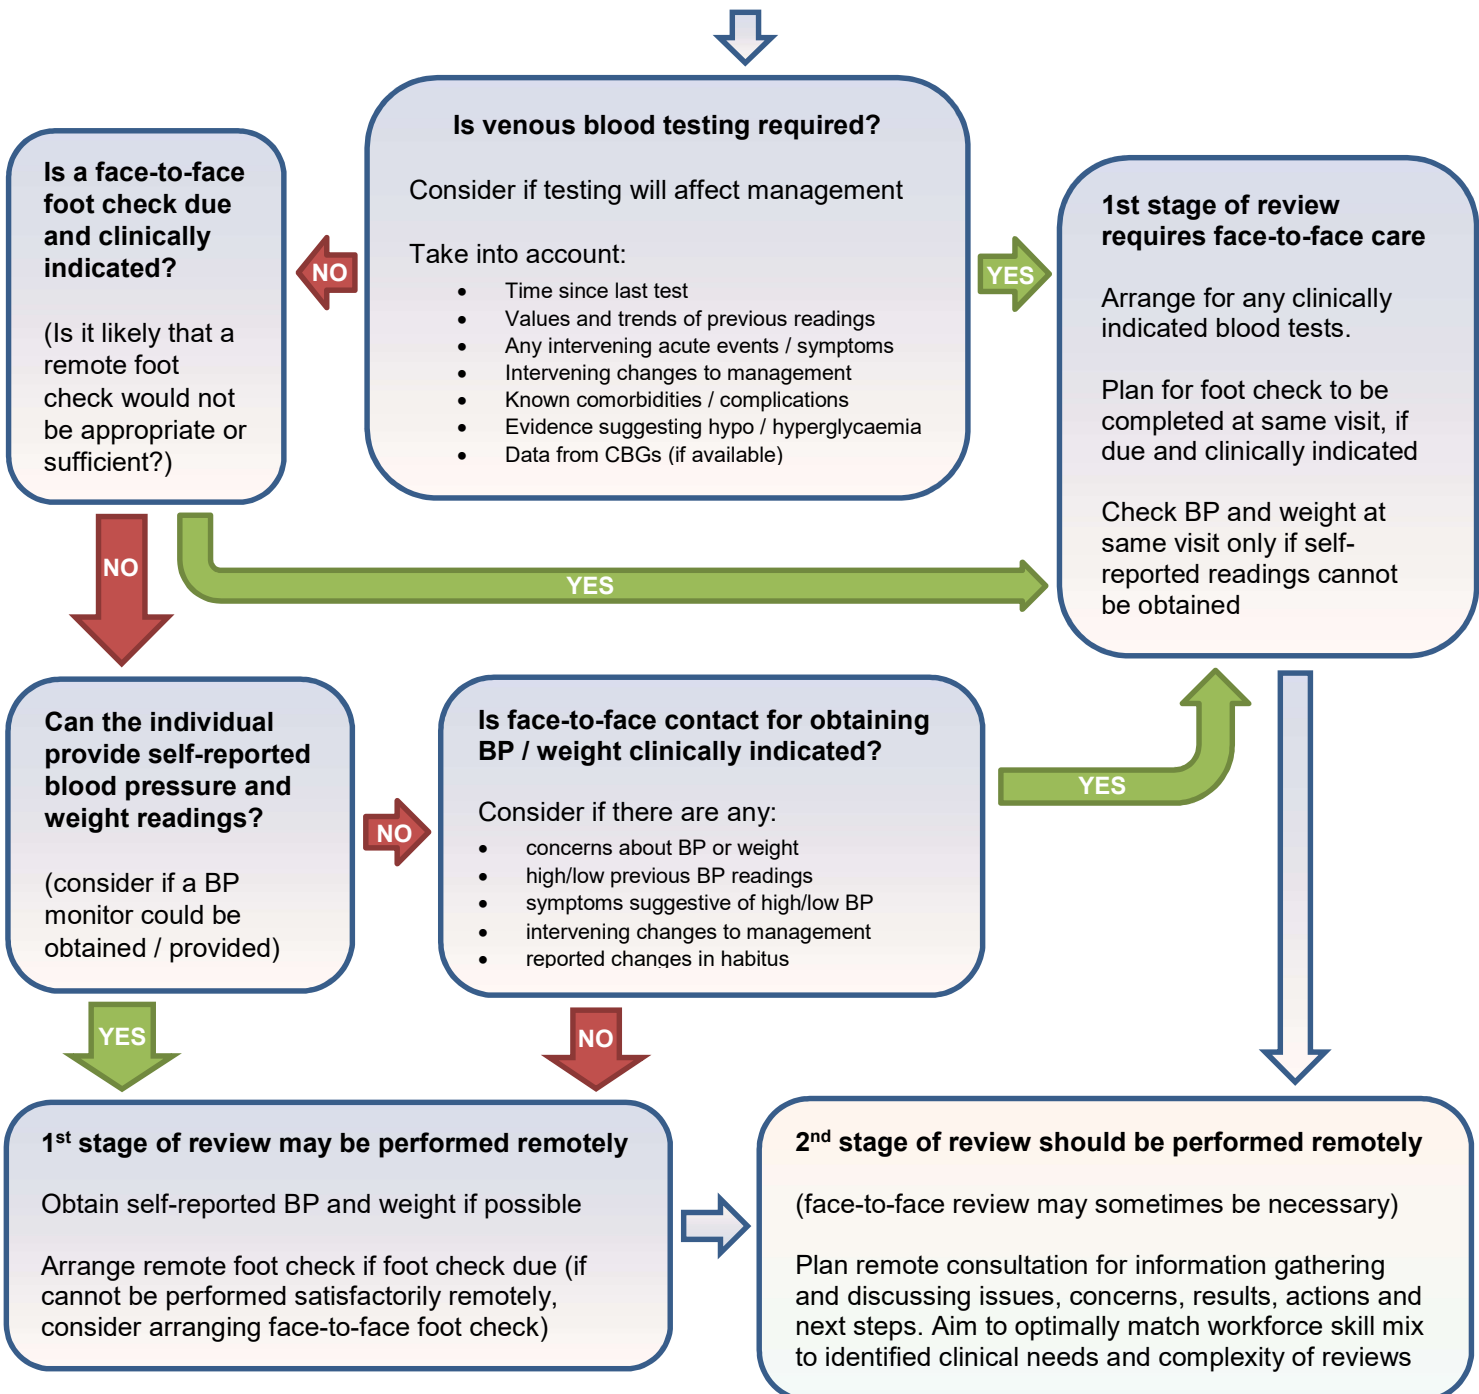 Is venous blood testing required?
Consider if testing will affect management
Take into account:
• Time since last test
• Values and trends of previous readings
• Any intervening acute events / symptoms
• Intervening changes to management
• Known comorbidities / complications
• Evidence suggesting hypo / hyperglycaemia
• Data from CBGs (if available)
NO
YES
Is a face-to-face
foot check due
and clinically
indicated?
(Is it likely that a
remote foot
check would not
be appropriate or
sufficient?)
1st stage of review
requires face-to-face care
Arrange for any clinically
indicated blood tests.
Plan for foot check to be
completed at same visit, if
due and clinically indicated
Check BP and weight at
same visit only if self-
reported readings cannot
be obtained
NO
YES
Can the individual
provide self-reported
blood pressure and
weight readings?
(consider if a BP
monitor could be
obtained / provided)
NO
Is face-to-face contact for obtaining
BP / weight clinically indicated?
Consider if there are any:
• concerns about BP or weight
• high/low previous BP readings
• symptoms suggestive of high/low BP
• intervening changes to management
• reported changes in habitus
YES
YES
NO
1st stage of review may be performed remotely
Obtain self-reported BP and weight if possible
Arrange remote foot check if foot check due (if
cannot be performed satisfactorily remotely,
consider arranging face-to-face foot check)
2nd stage of review should be performed remotely
(face-to-face review may sometimes be necessary)
Plan remote consultation for information gathering
and discussing issues, concerns, results, actions and
next steps. Aim to optimally match workforce skill mix
to identified clinical needs and complexity of reviews